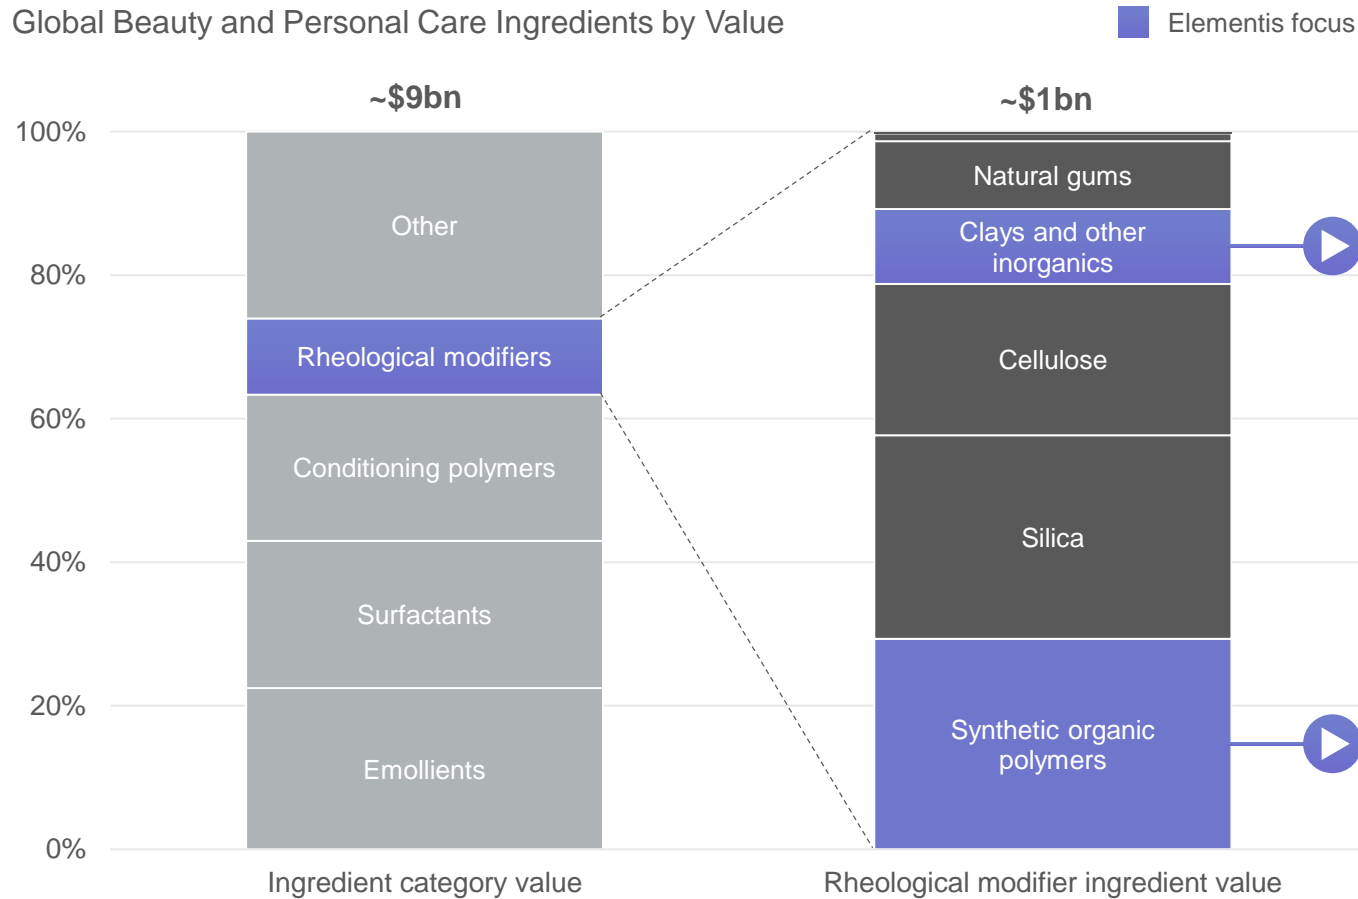 Global Beauty and Personal Care Ingredients by Value
Elementis focus
~$9bn
~$1bn
100%
80%
60%
40%
20%
0%
Other
Rheological modifiers
Conditioning polymers
Surfactants
Emollients
Natural gums
Clays and other
inorganics
Cellulose
Silica
Synthetic organic
polymers
Ingredient category value
Rheological modifier ingredient value